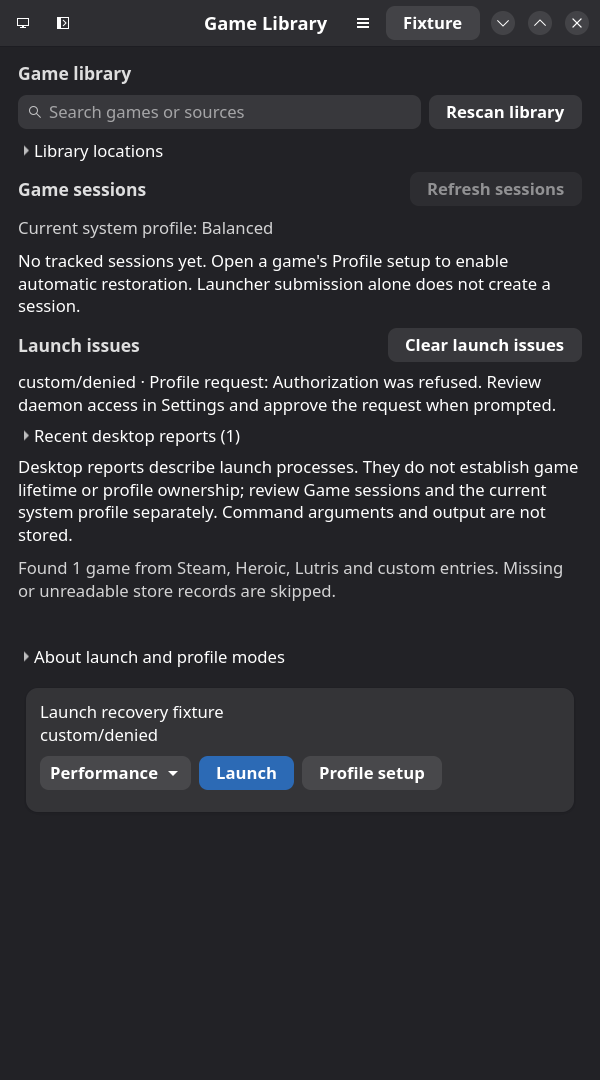 Game Library
Fixture
Game library
Search games or sources
Rescan library
Library locations
Game sessions
Refresh sessions
Current system profile: Balanced
No tracked sessions yet. Open a game's Profile setup to enable
automatic restoration. Launcher submission alone does not create a
session.
Launch issues
Clear launch issues
custom/denied · Profile request: Authorization was refused. Review
daemon access in Settings and approve the request when prompted.
Recent desktop reports (1)
Desktop reports describe launch processes. They do not establish game
lifetime or profile ownership; review Game sessions and the current
system profile separately. Command arguments and output are not
stored.
Found 1 game from Steam, Heroic, Lutris and custom entries. Missing
or unreadable store records are skipped.
About launch and profile modes
Launch recovery fixture
custom/denied
Performance
Launch
Profile setup